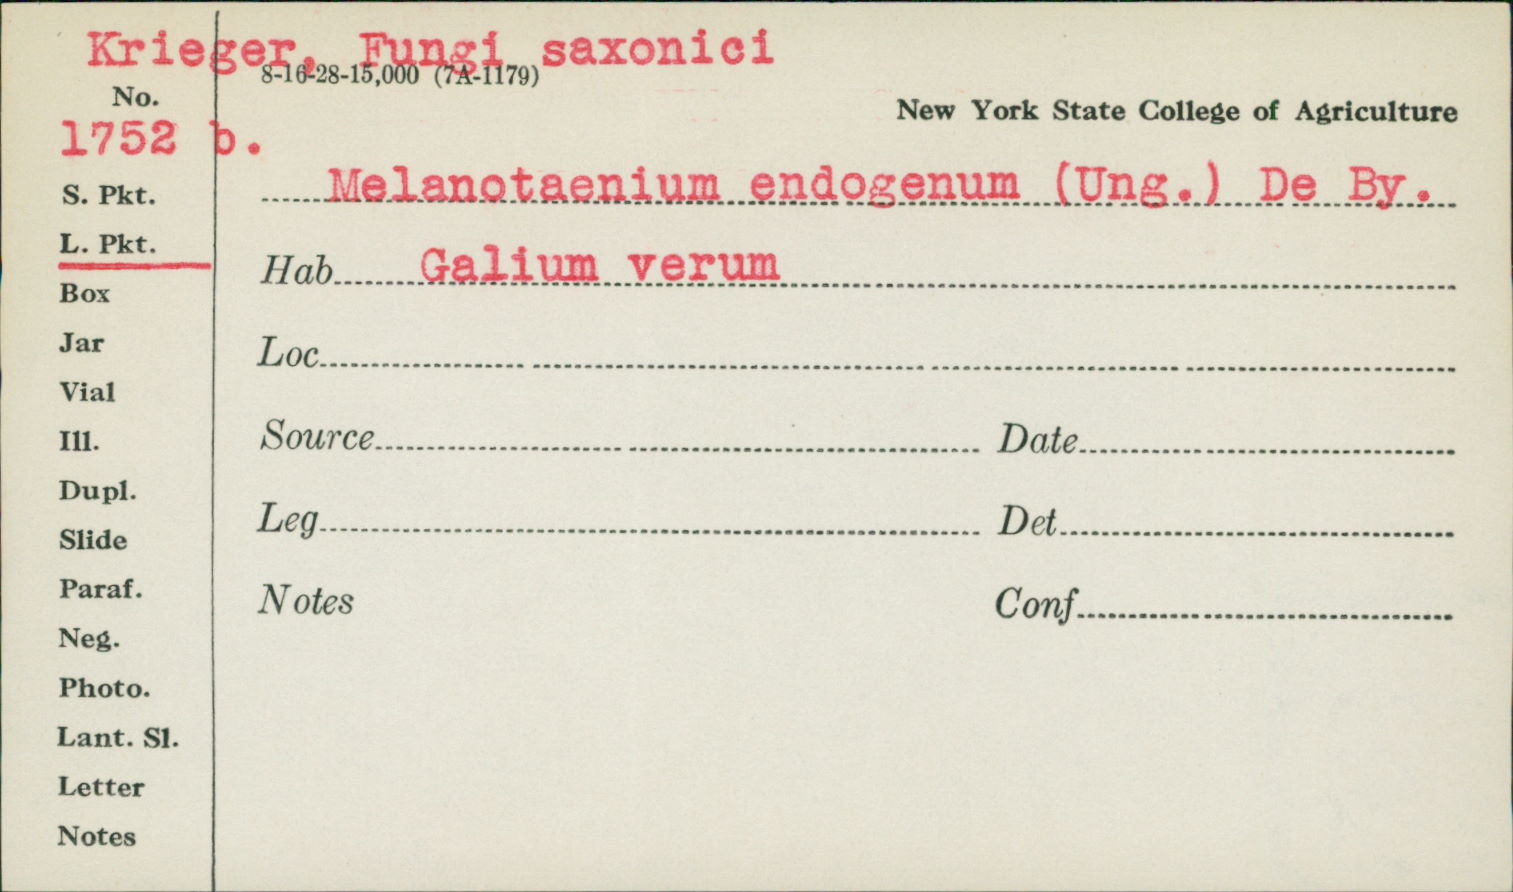 Krieger, Fungi saxonici
8-16-28-15,000 (7A-1179)
No.
New York State College of Agriculture
1752 b.
S. Pkt.
Melanotaenium endogenum (Ung.) De By.
L. Pkt.
Hab Galium verum
Box
Jar
Loc
Vial
Ill.
Source Date
Dupl.
Slide
Leg Det
Paraf.
Notes Conf
Neg.
Photo.
Lant. Sl.
Letter
Notes